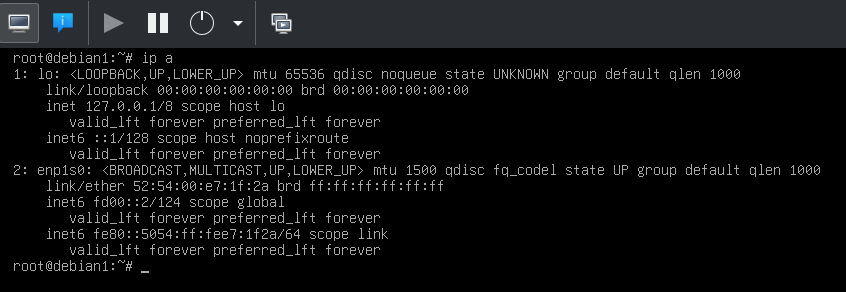 root@debian1:~# ip a
1: lo: <LOOPBACK,UP,LOWER_UP> mtu 65536 qdisc noqueue state UNKNOWN group default qlen 1000
    link/loopback 00:00:00:00:00:00 brd 00:00:00:00:00:00
    inet 127.0.0.1/8 scope host lo
       valid_lft forever preferred_lft forever
    inet6 ::1/128 scope host noprefixroute
       valid_lft forever preferred_lft forever
2: enp1s0: <BROADCAST,MULTICAST,UP,LOWER_UP> mtu 1500 qdisc fq_codel state UP group default qlen 1000
    link/ether 52:54:00:e7:1f:2a brd ff:ff:ff:ff:ff:ff
    inet6 fd00::2/124 scope global
       valid_lft forever preferred_lft forever
    inet6 fe80::5054:ff:fee7:1f2a/64 scope link
       valid_lft forever preferred_lft forever
root@debian1:~# _